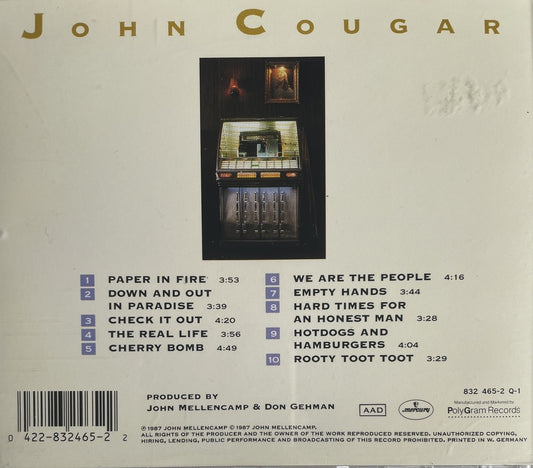 JOHN COUGAR
1 PAPER IN FIRE 3:53
2 DOWN AND OUT
IN PARADISE 3:39
3 CHECK IT OUT 4:20
4 THE REAL LIFE 3:56
5 CHERRY BOMB 4:49
6 WE ARE THE PEOPLE 4:16
7 EMPTY HANDS 3:44
8 HARD TIMES FOR
AN HONEST MAN 3:28
9 HOTDOGS AND
HAMBURGERS 4:04
10 ROOTY TOOT TOOT 3:29
832 465-2 Q-1
PRODUCED BY
JOHN MELLENCAMP & DON GEHMAN
AAD
mercury
Manufactured and Marketed by
PolyGram Records
0 422-832465-2 2
℗ 1987 JOHN MELLENCAMP. © 1987 JOHN MELLENCAMP.
ALL RIGHTS OF THE PRODUCER AND THE OWNER OF THE WORK REPRODUCED RESERVED. UNAUTHORIZED COPYING,
HIRING, LENDING, PUBLIC PERFORMANCE AND BROADCASTING OF THIS RECORD PROHIBITED. PRINTED IN W. GERMANY